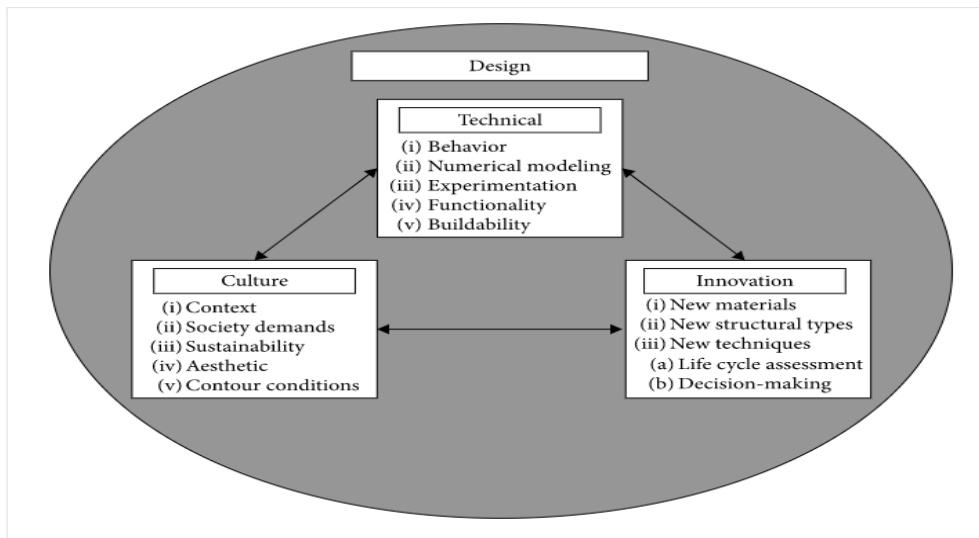 Design
Technical
(i) Behavior
(ii) Numerical modeling
(iii) Experimentation
(iv) Functionality
(v) Buildability
Culture
(i) Context
(ii) Society demands
(iii) Sustainability
(iv) Aesthetic
(v) Contour conditions
Innovation
(i) New materials
(ii) New structural types
(iii) New techniques
(a) Life cycle assessment
(b) Decision-making